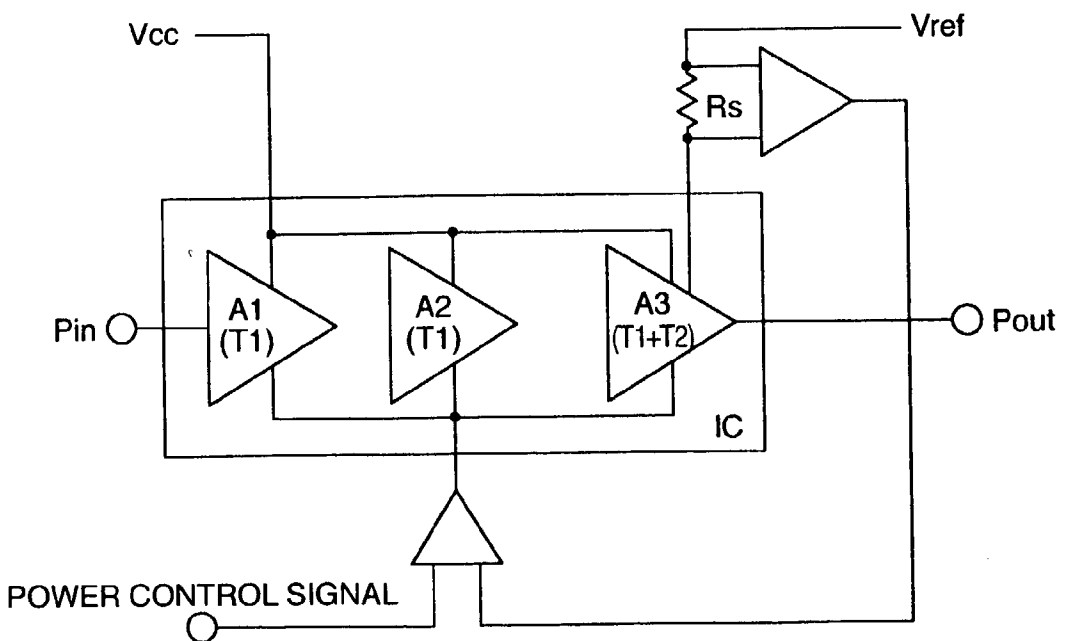 Vcc
Vref
Rs
A1
(T1)
A2
(T1)
A3
(T1+T2)
Pin
Pout
IC
POWER CONTROL SIGNAL